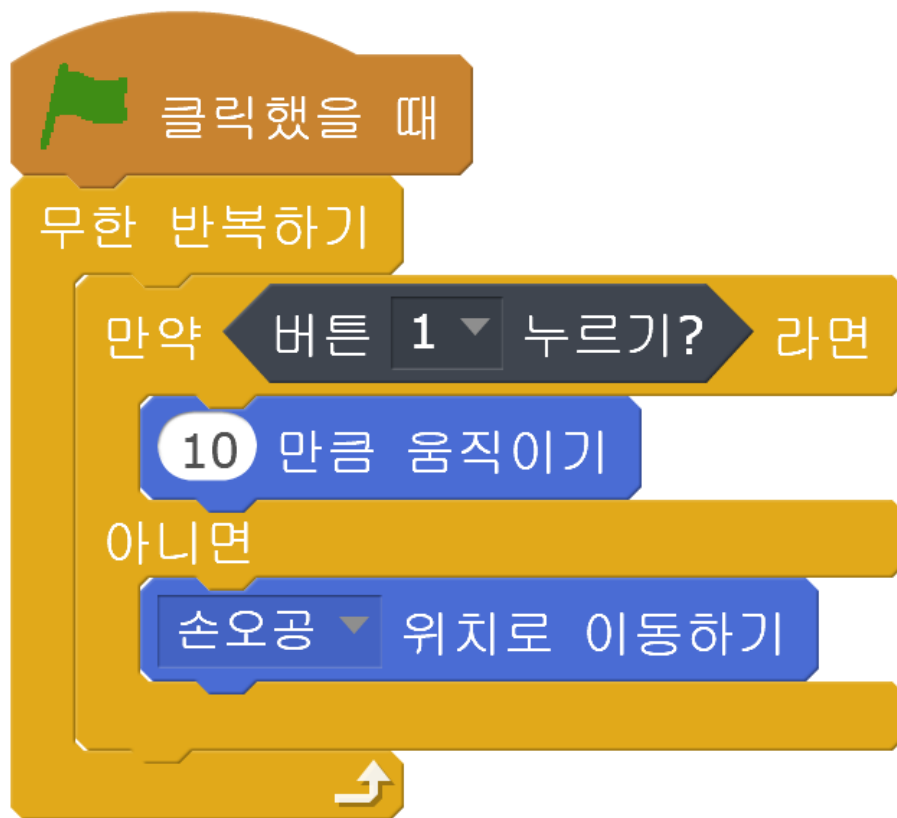 클릭했을 때
무한 반복하기
만약 버튼 1 누르기? 라면
10 만큼 움직이기
아니면
손오공 위치로 이동하기